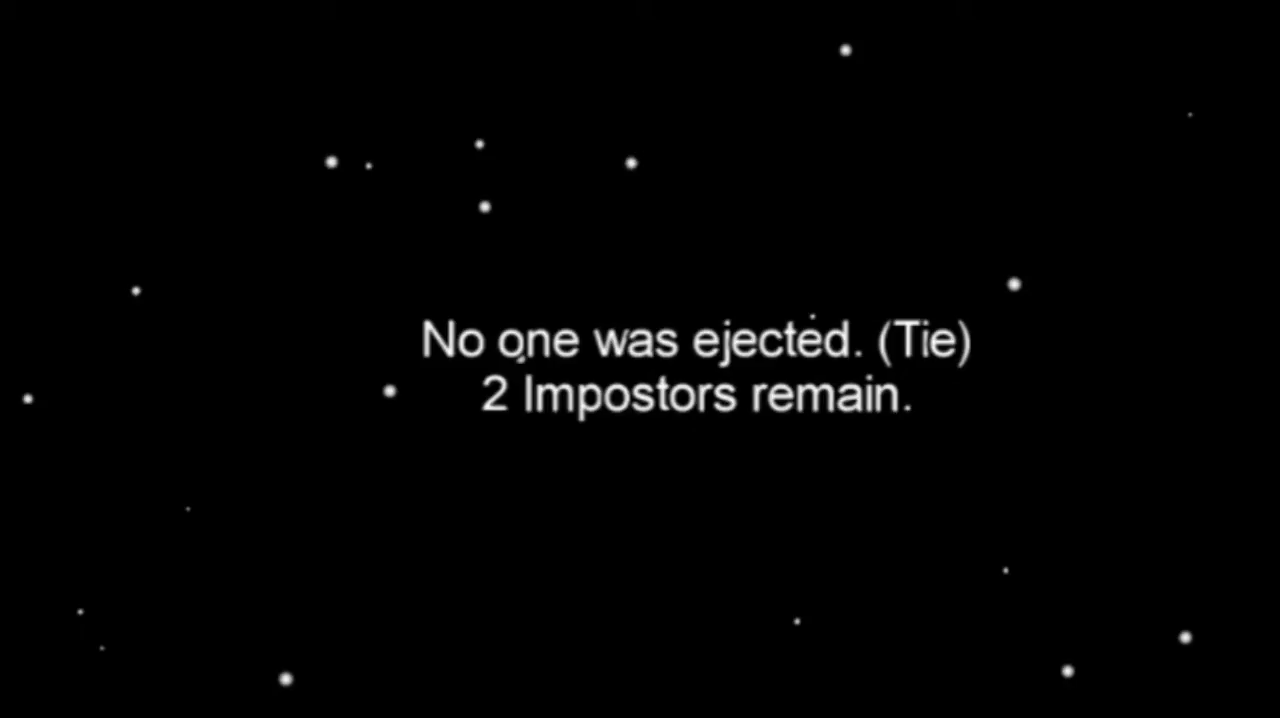 No one was ejected. (Tie)
2 Impostors remain.